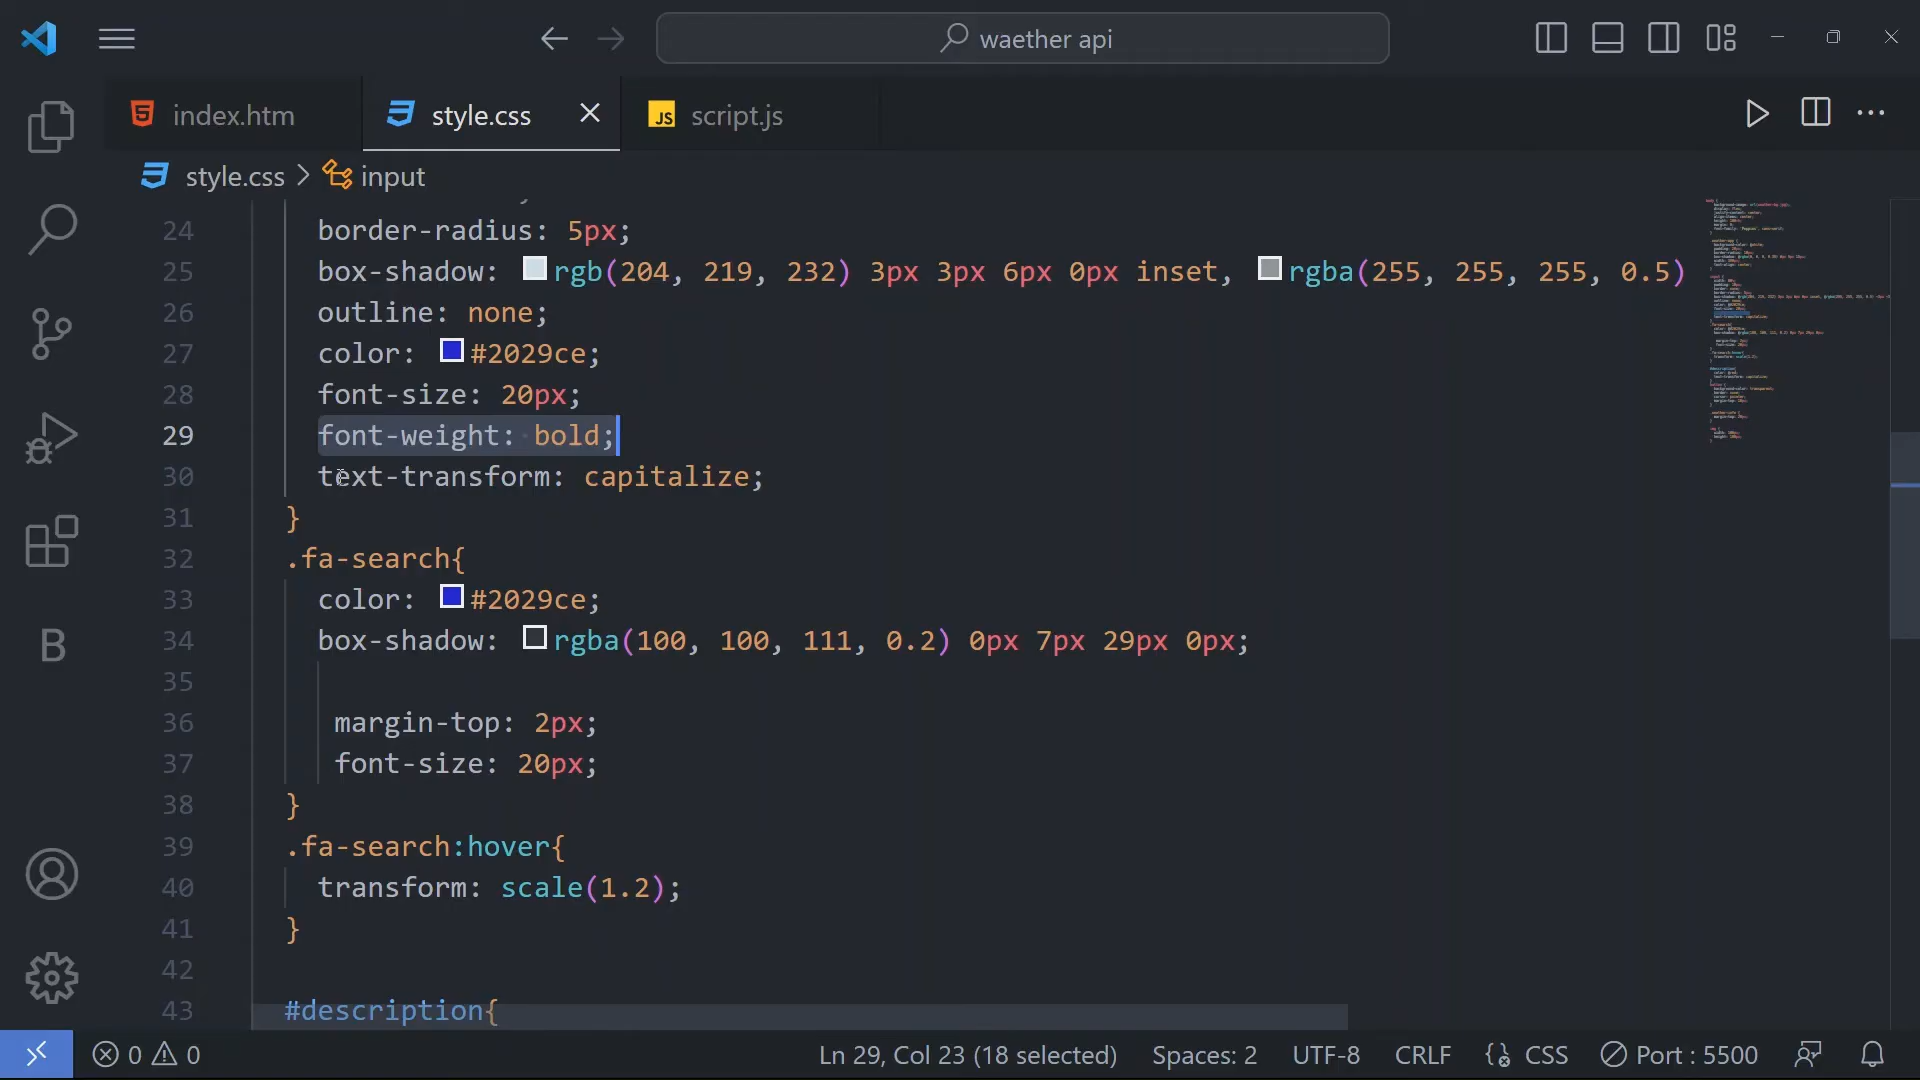 waether api
index.htm
style.css
JS script.js
style.css > input
24 border-radius: 5px;
25 box-shadow: rgb(204, 219, 232) 3px 3px 6px 0px inset, rgba(255, 255, 255, 0.5)
26 outline: none;
27 color: #2029ce;
28 font-size: 20px;
29 font-weight: bold;
30 text-transform: capitalize;
31 }
32 .fa-search{
33 color: #2029ce;
34 box-shadow: rgba(100, 100, 111, 0.2) 0px 7px 29px 0px;
35
36 margin-top: 2px;
37 font-size: 20px;
38 }
39 .fa-search:hover{
40 transform: scale(1.2);
41 }
42
43 #description{
B
0 0
Ln 29, Col 23 (18 selected)
Spaces: 2
UTF-8
CRLF
CSS
Port : 5500